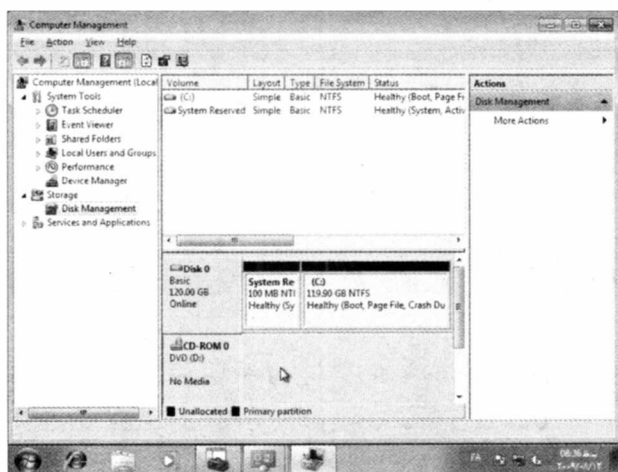 Computer Management
File Action View Help
Computer Management (Local
System Tools
Task Scheduler
Event Viewer
Shared Folders
Local Users and Groups
Performance
Device Manager
Storage
Disk Management
Services and Applications
Volume Layout Type File System Status
(C:) Simple Basic NTFS Healthy (Boot, Page Fi
System Reserved Simple Basic NTFS Healthy (System, Activ
Actions
Disk Management
More Actions
Disk 0
Basic
120.00 GB
Online
System Re
100 MB NTI
Healthy (Sy
(C:)
119.90 GB NTFS
Healthy (Boot, Page File, Crash Du
CD-ROM 0
DVD (D:)
No Media
Unallocated Primary partition
FA